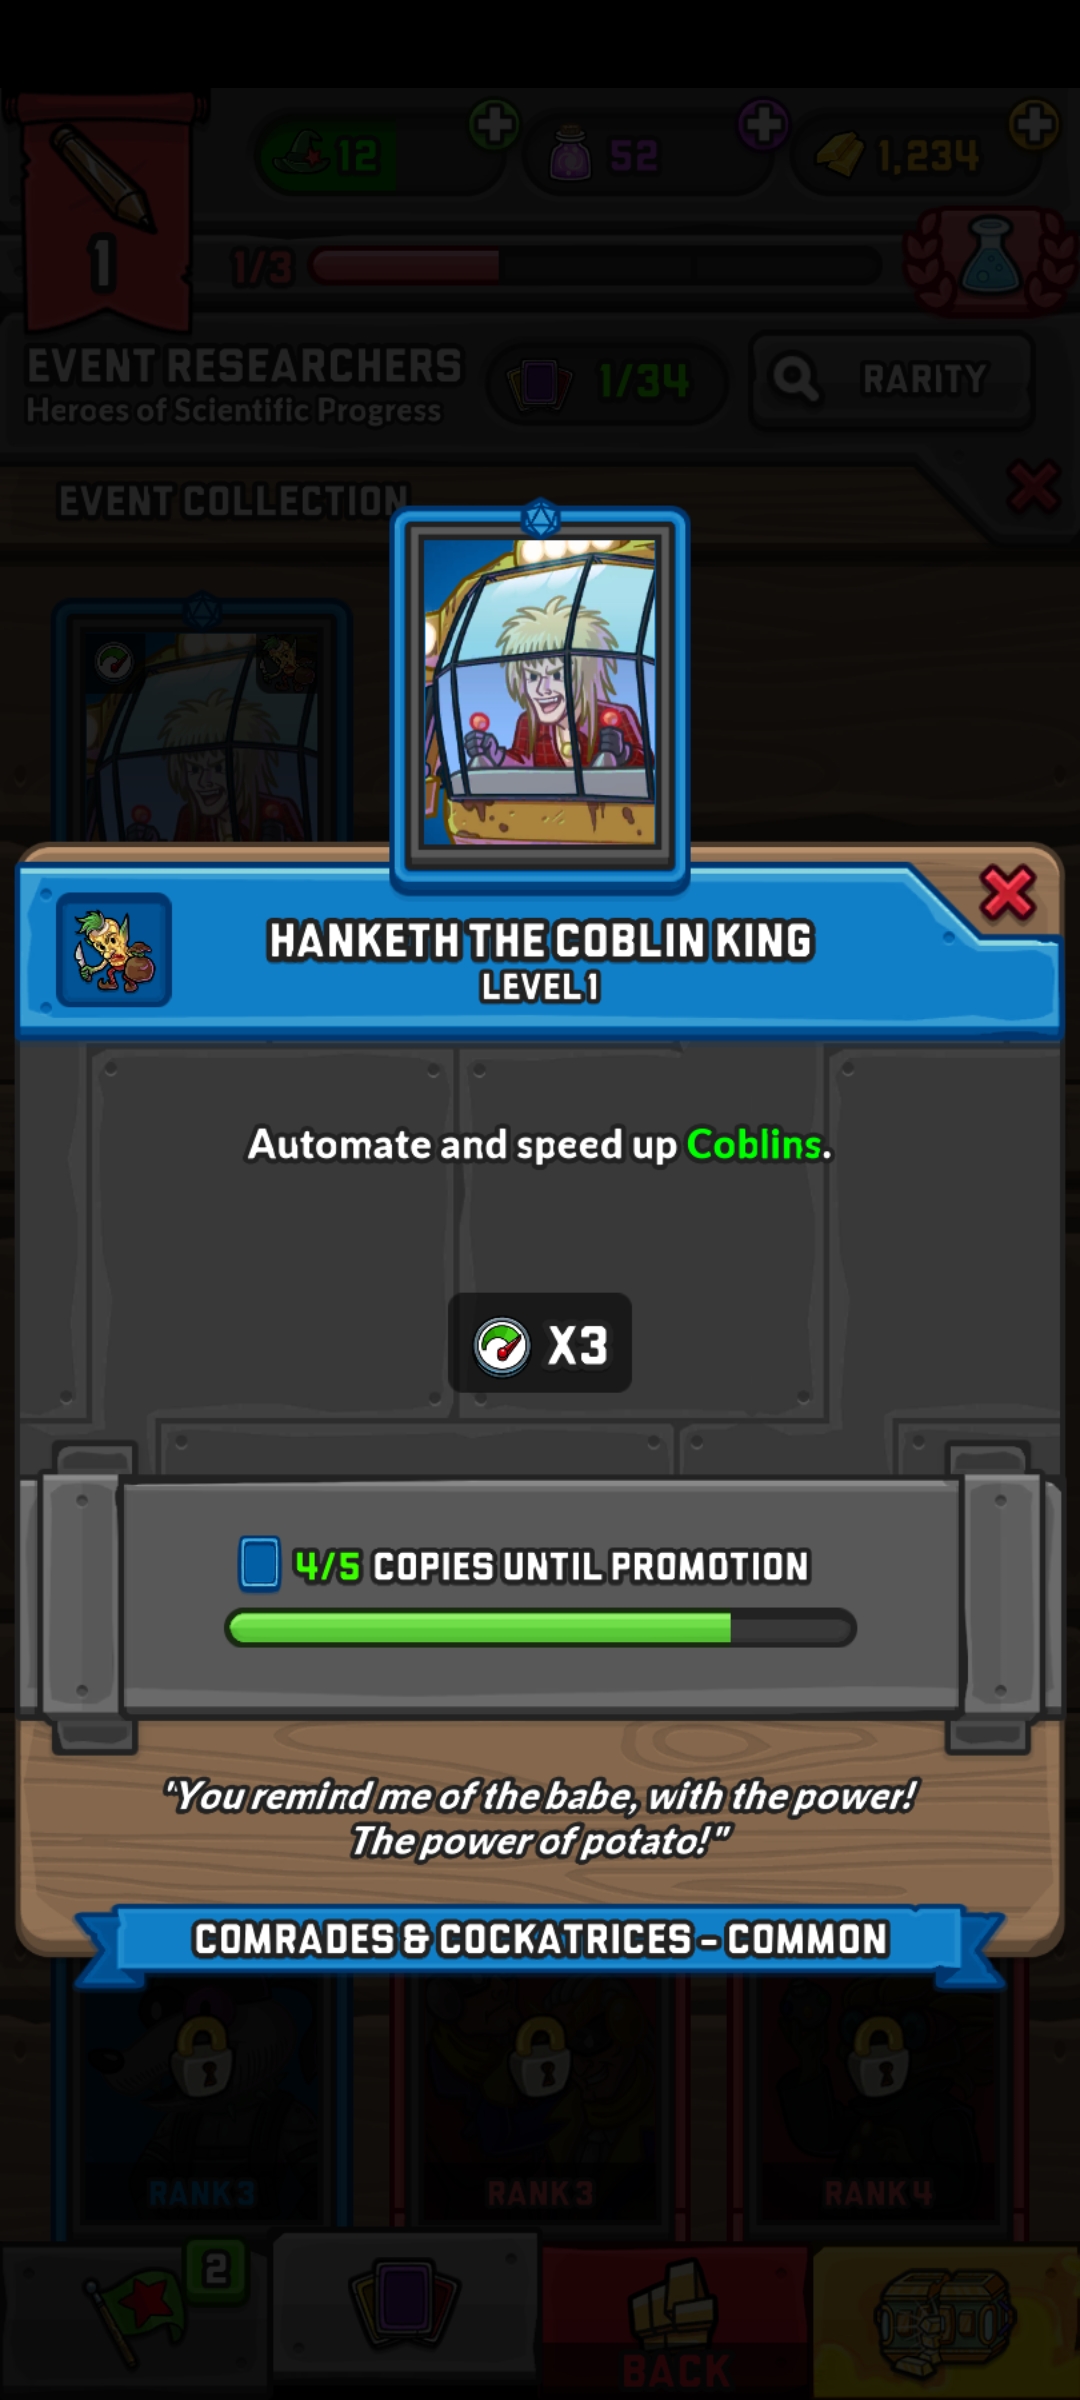 12
52
1,234
1
1/3
EVENT RESEARCHERS
Heroes of Scientific Progress
1/34
RARITY
EVENT COLLECTION
HANKETH THE COBLIN KING
LEVEL 1
Automate and speed up Coblins.
X3
4/5 COPIES UNTIL PROMOTION
"You remind me of the babe, with the power!
The power of potato!"
COMRADES & COCKATRICES - COMMON
RANK 3
RANK 3
RANK 4
2
BACK